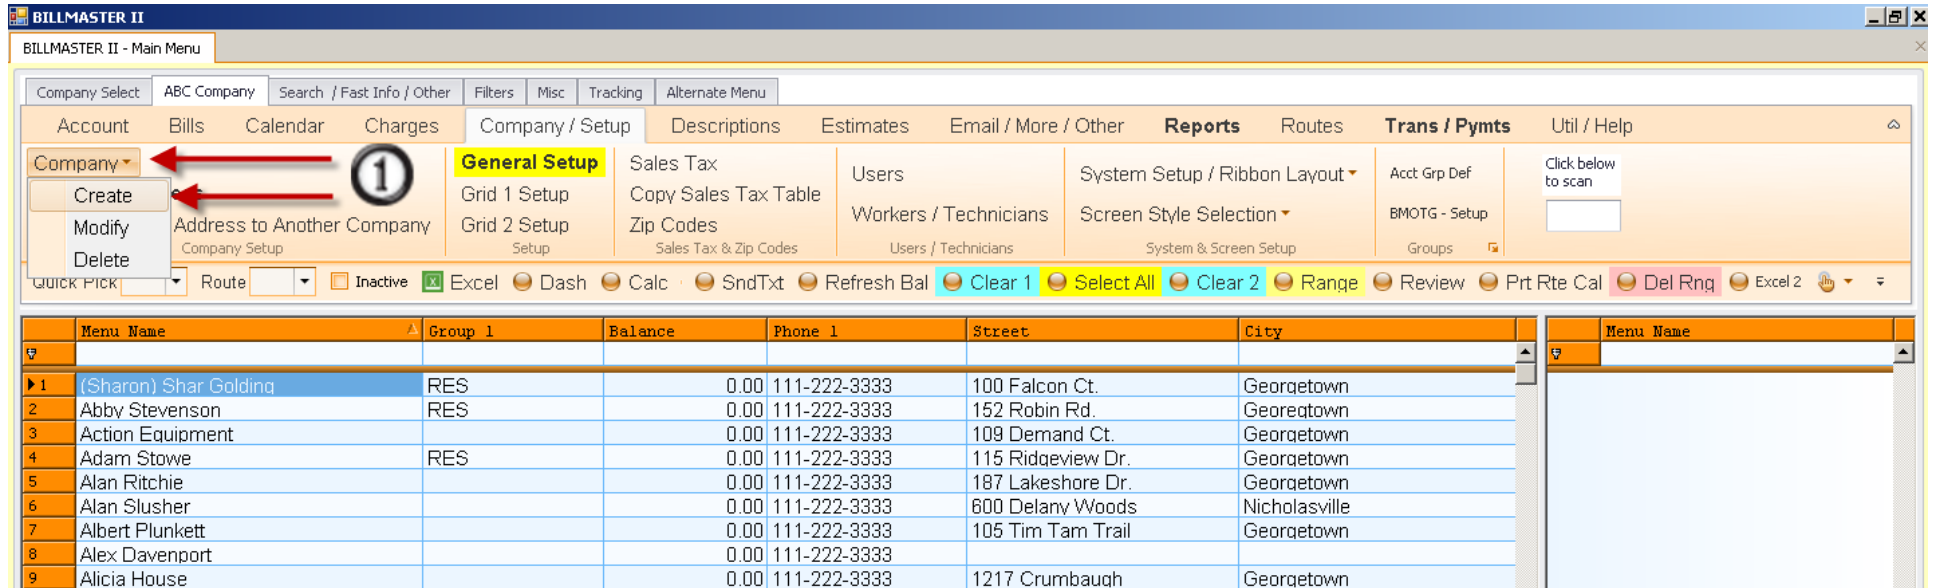 BILLMASTER II
BILLMASTER II - Main Menu
Company Select ABC Company Search / Fast Info / Other Filters Misc Tracking Alternate Menu
Account Bills Calendar Charges Company / Setup Descriptions Estimates Email / More / Other Reports Routes Trans / Pymts Util / Help
Company General Setup Sales Tax Users System Setup / Ribbon Layout Acct Grp Def Click below
to scan
1
Create Grid 1 Setup Copy Sales Tax Table Workers / Technicians Screen Style Selection BMOTG - Setup
Modify Address to Another Company Grid 2 Setup Zip Codes
Delete Company Setup Setup Sales Tax & Zip Codes Users / Technicians System & Screen Setup Groups
Quick Pick Route Inactive Excel Dash Calc SndTxt Refresh Bal Clear 1 Select All Clear 2 Range Review Prt Rte Cal Del Rng Excel 2
Menu Name Group 1 Balance Phone 1 Street City Menu Name
1 (Sharon) Shar Golding RES 0.00 111-222-3333 100 Falcon Ct. Georgetown
2 Abby Stevenson RES 0.00 111-222-3333 152 Robin Rd. Georegtown
3 Action Equipment 0.00 111-222-3333 109 Demand Ct. Georgetown
4 Adam Stowe RES 0.00 111-222-3333 115 Ridgeview Dr. Georgetown
5 Alan Ritchie 0.00 111-222-3333 187 Lakeshore Dr. Georgetown
6 Alan Slusher 0.00 111-222-3333 600 Delany Woods Nicholasville
7 Albert Plunkett 0.00 111-222-3333 105 Tim Tam Trail Georgetown
8 Alex Davenport 0.00 111-222-3333
9 Alicia House 0.00 111-222-3333 1217 Crumbaugh Georgetown